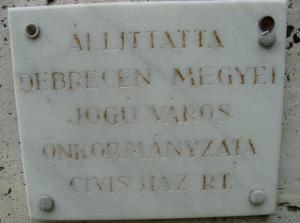 ÁLLÍTTATTA
DEBRECEN MEGYEI
JOGÚ VÁROS
ÖNKORMÁNYZATA
CIVIS HÁZ RT.